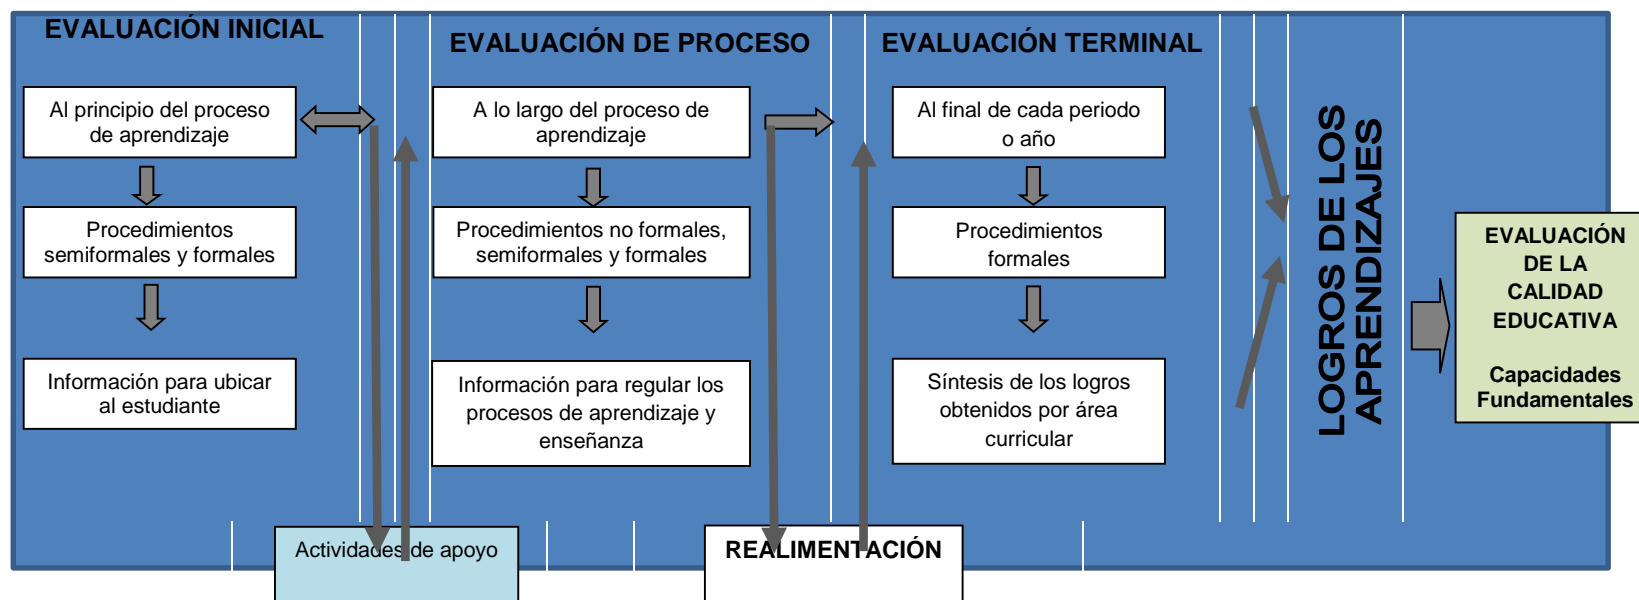 EVALUACIÓN INICIAL
Al principio del proceso
de aprendizaje
Procedimientos
semiformales y formales
Información para ubicar
al estudiante
EVALUACIÓN DE PROCESO
A lo largo del proceso de
aprendizaje
Procedimientos no formales,
semiformales y formales
Información para regular los
procesos de aprendizaje y
enseñanza
EVALUACIÓN TERMINAL
Al final de cada periodo
o año
Procedimientos
formales
Síntesis de los logros
obtenidos por área
curricular
LOGROS DE LOS
APRENDIZAJES
EVALUACIÓN
DE LA
CALIDAD
EDUCATIVA
Capacidades
Fundamentales
Actividades de apoyo
REALIMENTACIÓN